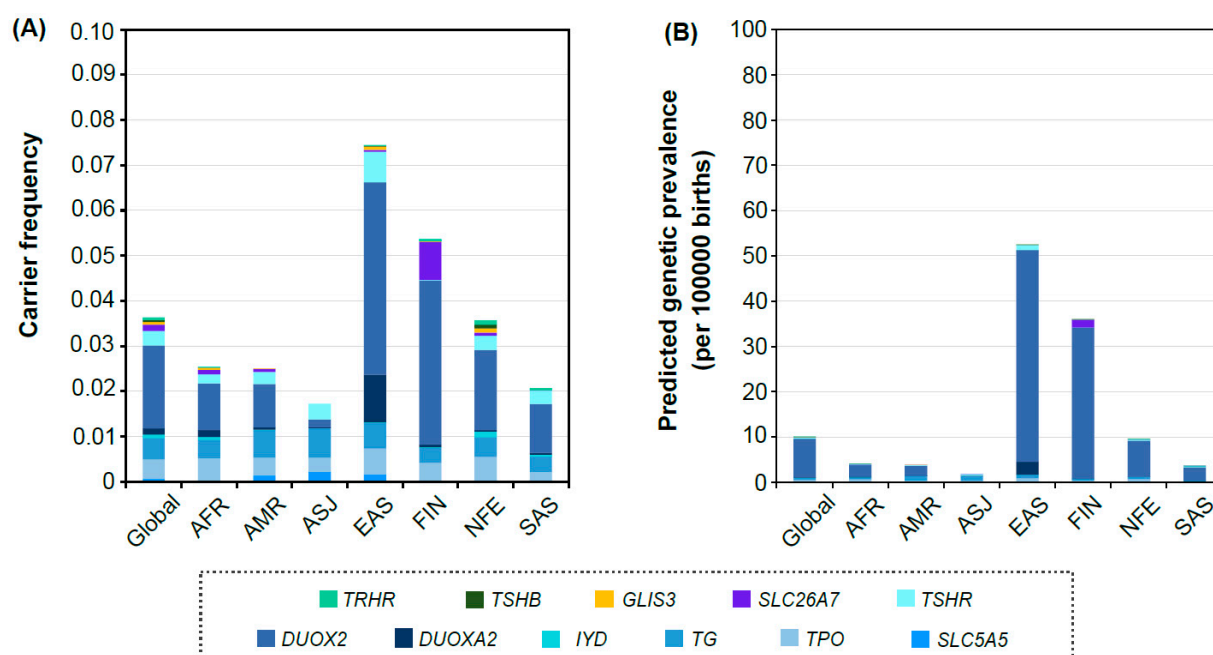 (A)
Carrier frequency
0.10
0.09
0.08
0.07
0.06
0.05
0.04
0.03
0.02
0.01
0
Global AFR AMR ASJ EAS FIN NFE SAS
(B)
Predicted genetic prevalence
(per 100000 births)
100
80
80
70
60
50
40
30
20
10
0
Global AFR AMR ASJ EAS FIN NFE SAS
TRHR TSHB GLIS3 SLC26A7 TSHR
DUOX2 DUOXA2 IYD TG TPO SLC5A5